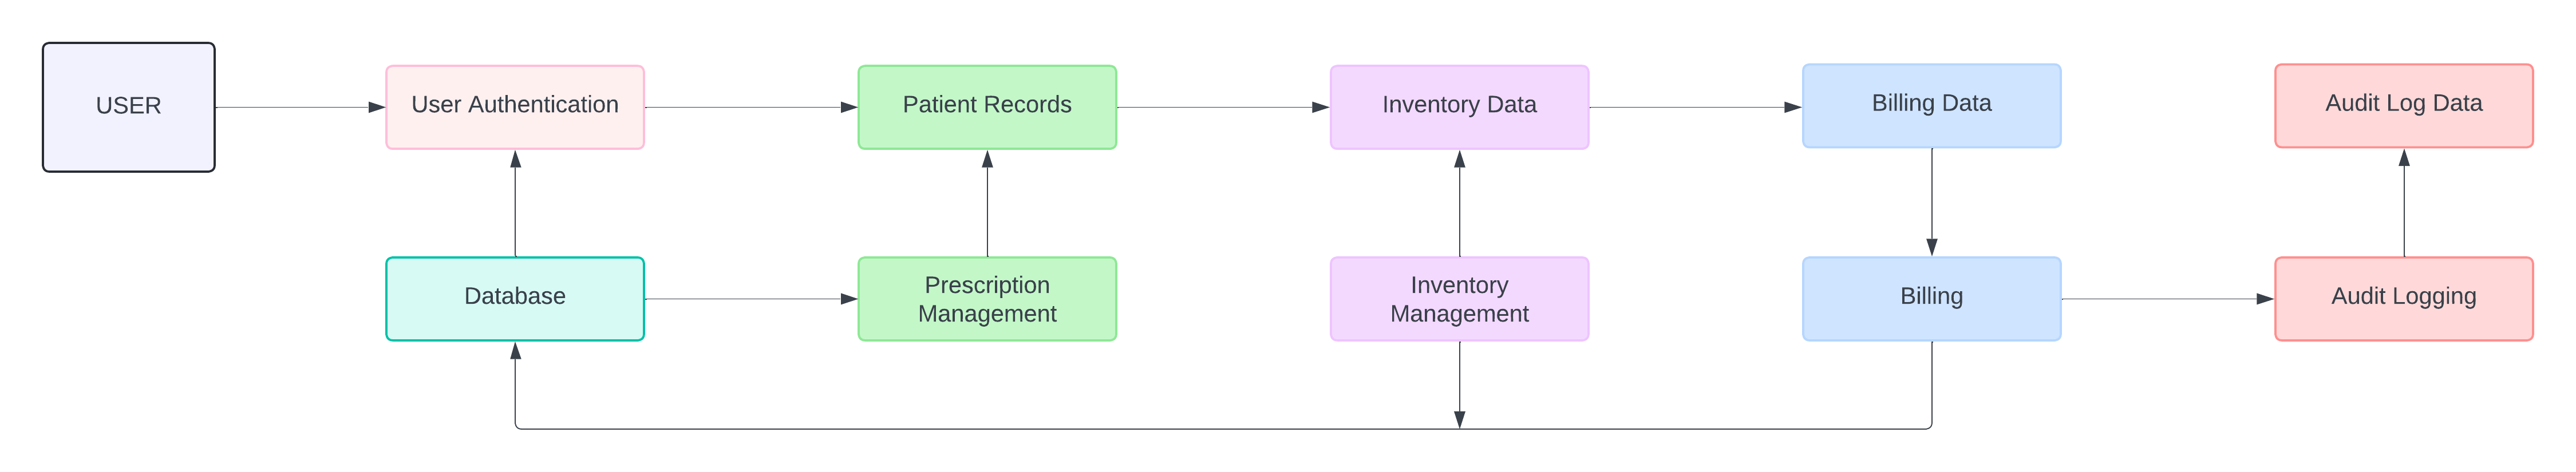 USER
User Authentication
Patient Records
Inventory Data
Billing Data
Audit Log Data
Database
Prescription
Management
Inventory
Management
Billing
Audit Logging